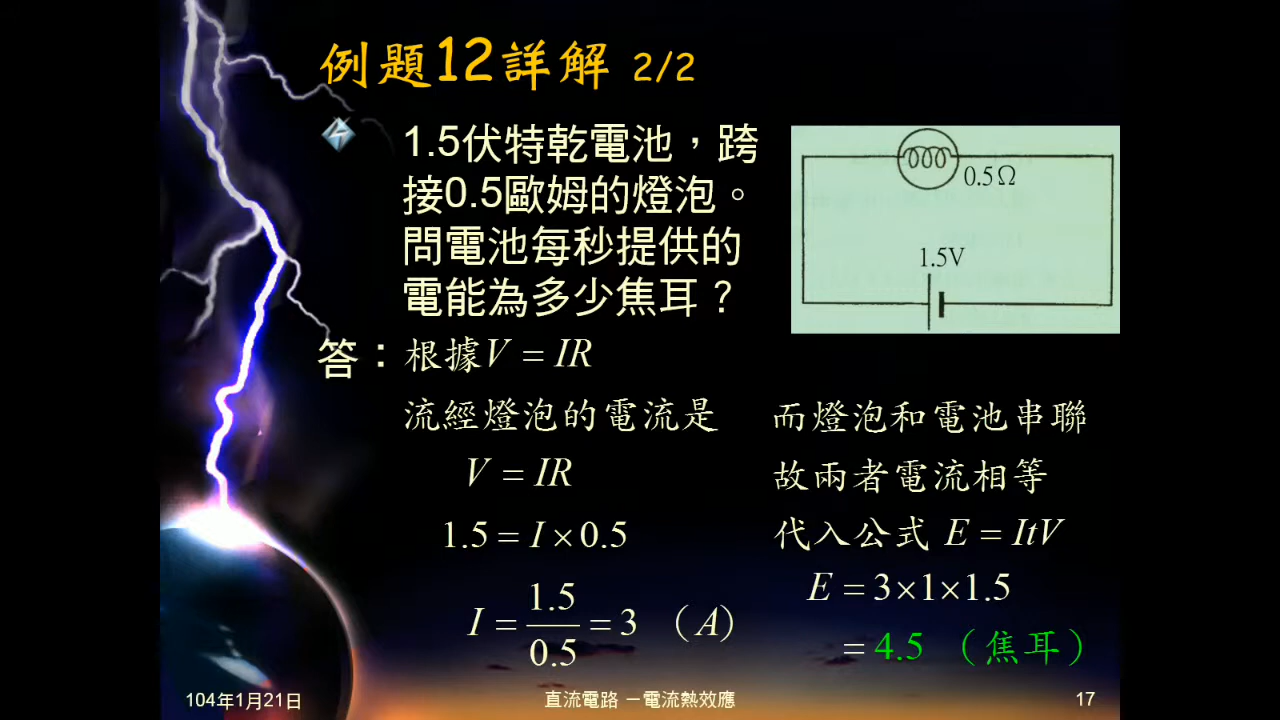 例題12詳解 2/2
1.5伏特乾電池，跨
接0.5歐姆的燈泡。
問電池每秒提供的
電能為多少焦耳？
0.5Ω
1.5V
答：根據V = IR
流經燈泡的電流是
V = IR
1.5 = I × 0.5
I = 1.5/0.5 = 3 （A）
而燈泡和電池串聯
故兩者電流相等
代入公式 E = ItV
E = 3×1×1.5
= 4.5 （焦耳）
104年1月21日
直流電路 －電流熱效應
17